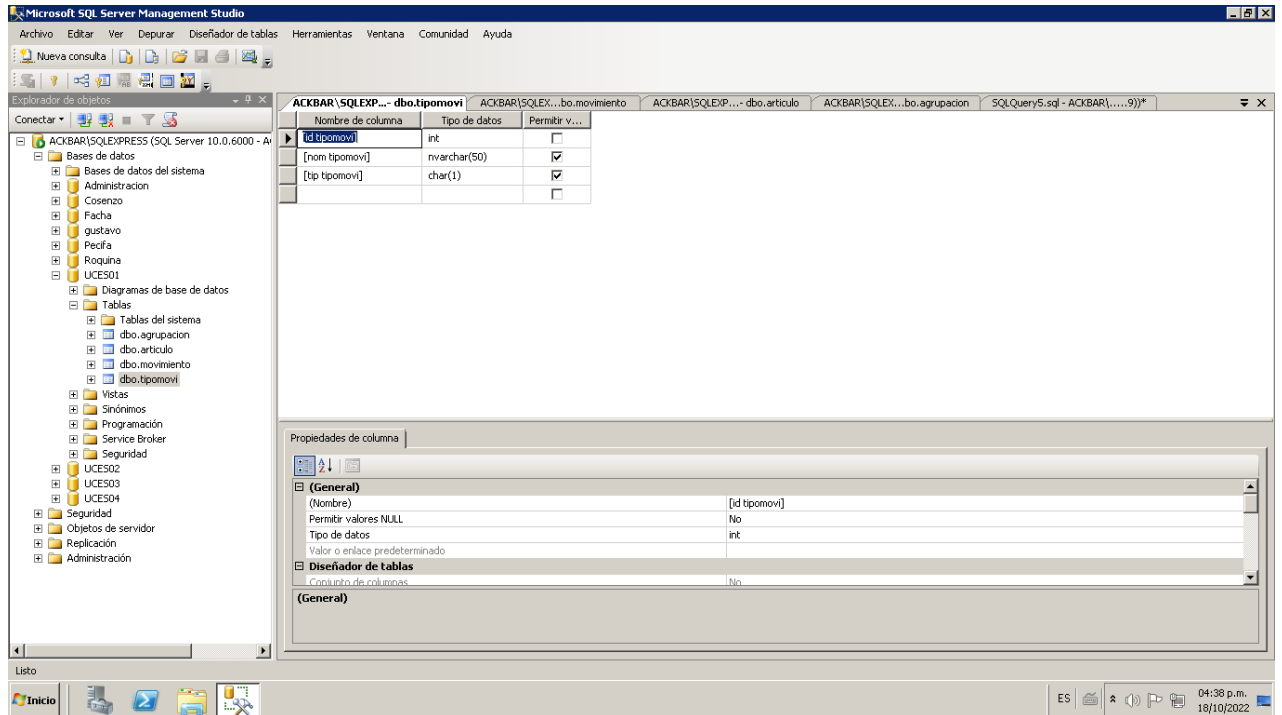 Microsoft SQL Server Management Studio
Archivo Editar Ver Depurar Diseñador de tablas Herramientas Ventana Comunidad Ayuda
Nueva consulta
Explorador de objetos
Conectar
ACKBAR\SQLEXPRESS (SQL Server 10.0.6000 - A
Bases de datos
Bases de datos del sistema
Administracion
Cosenzo
Facha
gustavo
Pecifa
Roquina
UCES01
Diagramas de base de datos
Tablas
Tablas del sistema
dbo.agrupacion
dbo.articulo
dbo.movimiento
dbo.tipomovi
Vistas
Sinónimos
Programación
Service Broker
Seguridad
UCES02
UCES03
UCES04
Seguridad
Objetos de servidor
Replicación
Administración
ACKBAR\SQLEXP...- dbo.tipomovi ACKBAR\SQLEX...bo.movimiento ACKBAR\SQLEXP...- dbo.articulo ACKBAR\SQLEX...bo.agrupacion SQLQuery5.sql - ACKBAR\.....9))*
Nombre de columna Tipo de datos Permitir v...
[id tipomovi] int
[nom tipomovi] nvarchar(50)
[tip tipomovi] char(1)
Propiedades de columna
(General)
(Nombre) [id tipomovi]
Permitir valores NULL No
Tipo de datos int
Valor o enlace predeterminado
Diseñador de tablas
Conjunto de columnas No
(General)
Listo
Inicio
ES 04:38 p.m.
18/10/2022